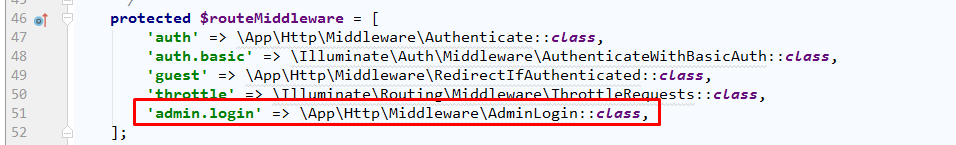 46 protected $routeMiddleware = [
47 'auth' => \App\Http\Middleware\Authenticate::class,
48 'auth.basic' => \Illuminate\Auth\Middleware\AuthenticateWithBasicAuth::class,
49 'guest' => \App\Http\Middleware\RedirectIfAuthenticated::class,
50 'throttle' => \Illuminate\Routing\Middleware\ThrottleRequests::class,
51 'admin.login' => \App\Http\Middleware\AdminLogin::class,
52 ];